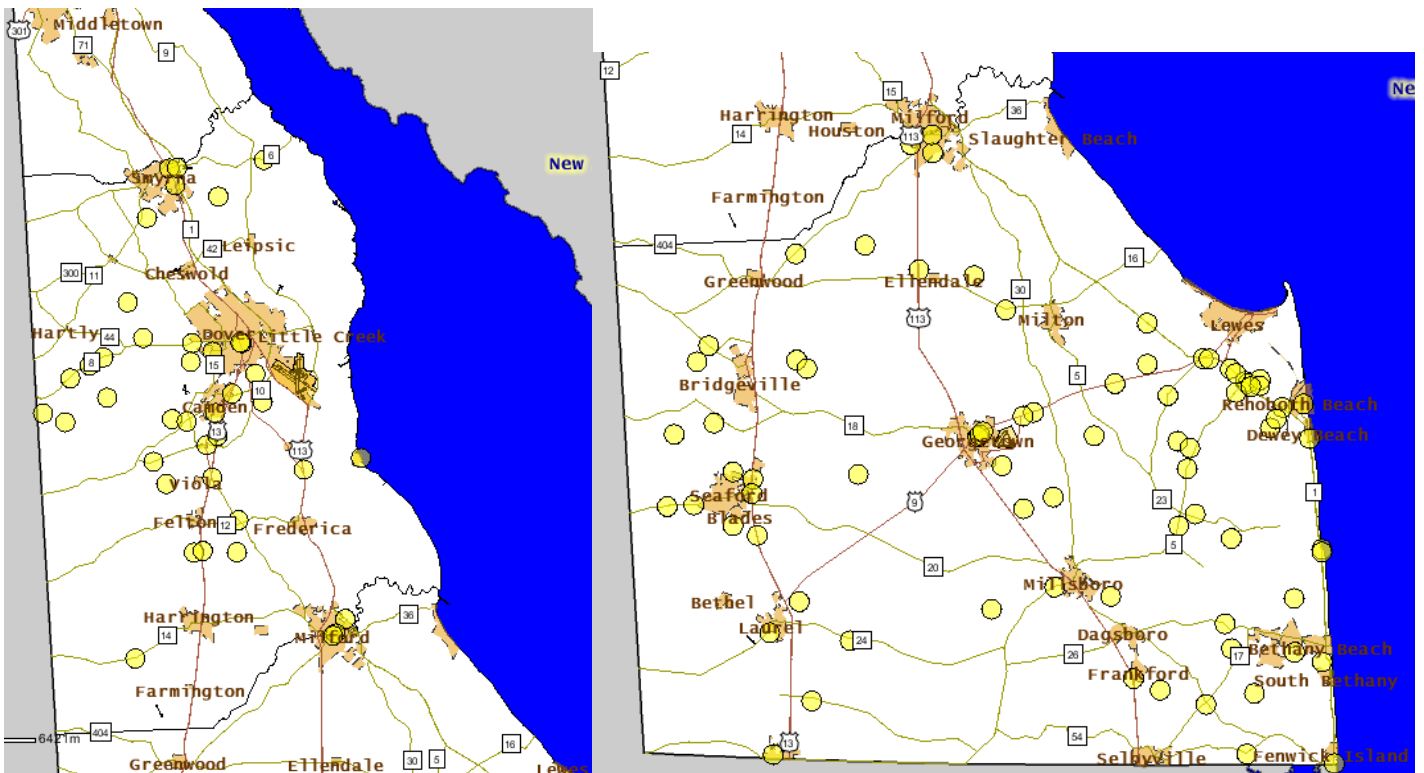 Middletown
301
71
9
New
6
Smyrna
1
42
Leipsic
300
11
Cheswold
Hartly
44
Dover
Little Creek
8
15
10
Camden
13
113
Viola
Felton
12
Frederica
Harrington
36
14
Milford
Farmington
404
6421m
16
Greenwood
Ellendale
30
5
Lewes
12
Ne
15
36
Harrington
Milford
14
Houston
113
Slaughter Beach
Farmington
404
16
Greenwood
Ellendale
30
113
Milton
Lewes
Bridgeville
5
Rehoboth Beach
18
Georgetown
Dewey Beach
Seaford
23
1
9
Blades
5
20
Millsboro
Bethel
Laurel
24
Dagsboro
26
17
Bethany Beach
Frankford
South Bethany
54
13
Selbyville
Fenwick Island